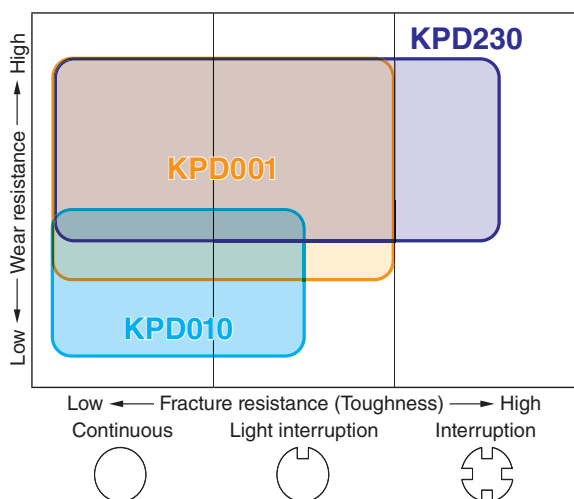 KPD230
KPD001
KPD010
Low ← Wear resistance → High
Low ← Fracture resistance (Toughness) → High
Continuous Light interruption Interruption